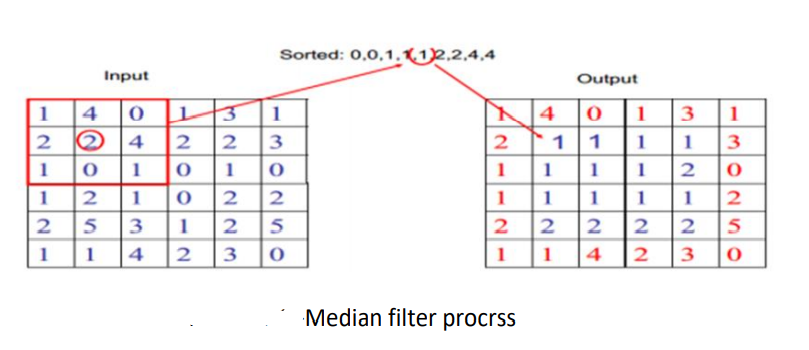 Sorted: 0,0,1,1,1,2,2,4,4
Input
Output
1 4 0 1 3 1
2 2 4 2 2 3
1 0 1 0 1 0
1 2 1 0 2 2
2 5 3 1 2 5
1 1 4 2 3 0
1 4 0 1 3 1
2 1 1 1 1 3
1 1 1 1 2 0
1 1 1 1 1 2
2 2 2 2 2 5
1 1 4 2 3 0
Median filter procrss